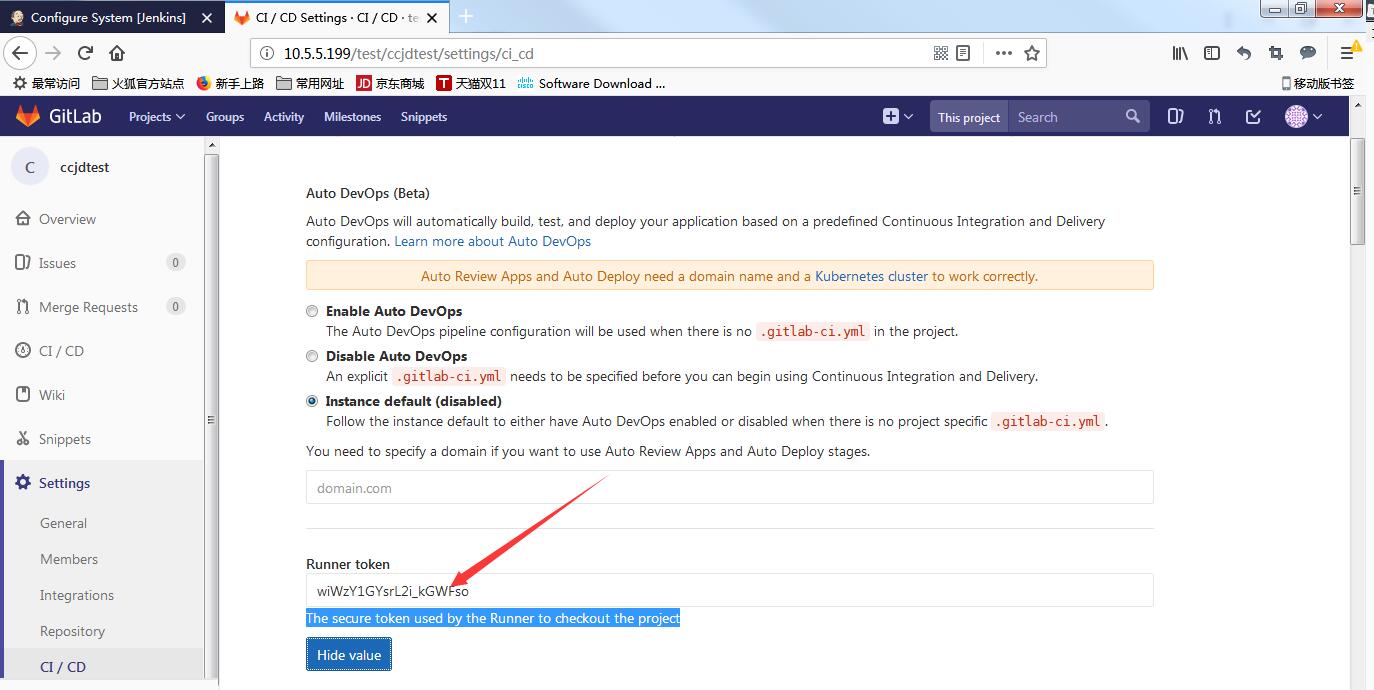 Configure System [Jenkins]
CI / CD Settings · CI / CD · te
10.5.5.199/test/ccjdtest/settings/ci_cd
最常访问 火狐官方站点 新手上路 常用网址 JD 京东商城 T 天猫双11 cisco Software Download ... 移动版书签
GitLab Projects Groups Activity Milestones Snippets This project Search
C ccjdtest
Overview
Issues 0
Merge Requests 0
CI / CD
Wiki
Snippets
Settings
General
Members
Integrations
Repository
CI / CD
Auto DevOps (Beta)
Auto DevOps will automatically build, test, and deploy your application based on a predefined Continuous Integration and Delivery
configuration. Learn more about Auto DevOps
Auto Review Apps and Auto Deploy need a domain name and a Kubernetes cluster to work correctly.
Enable Auto DevOps
The Auto DevOps pipeline configuration will be used when there is no .gitlab-ci.yml in the project.
Disable Auto DevOps
An explicit .gitlab-ci.yml needs to be specified before you can begin using Continuous Integration and Delivery.
Instance default (disabled)
Follow the instance default to either have Auto DevOps enabled or disabled when there is no project specific .gitlab-ci.yml.
You need to specify a domain if you want to use Auto Review Apps and Auto Deploy stages.
domain.com
Runner token
wiWzY1GYsrL2i_kGWFso
The secure token used by the Runner to checkout the project
Hide value